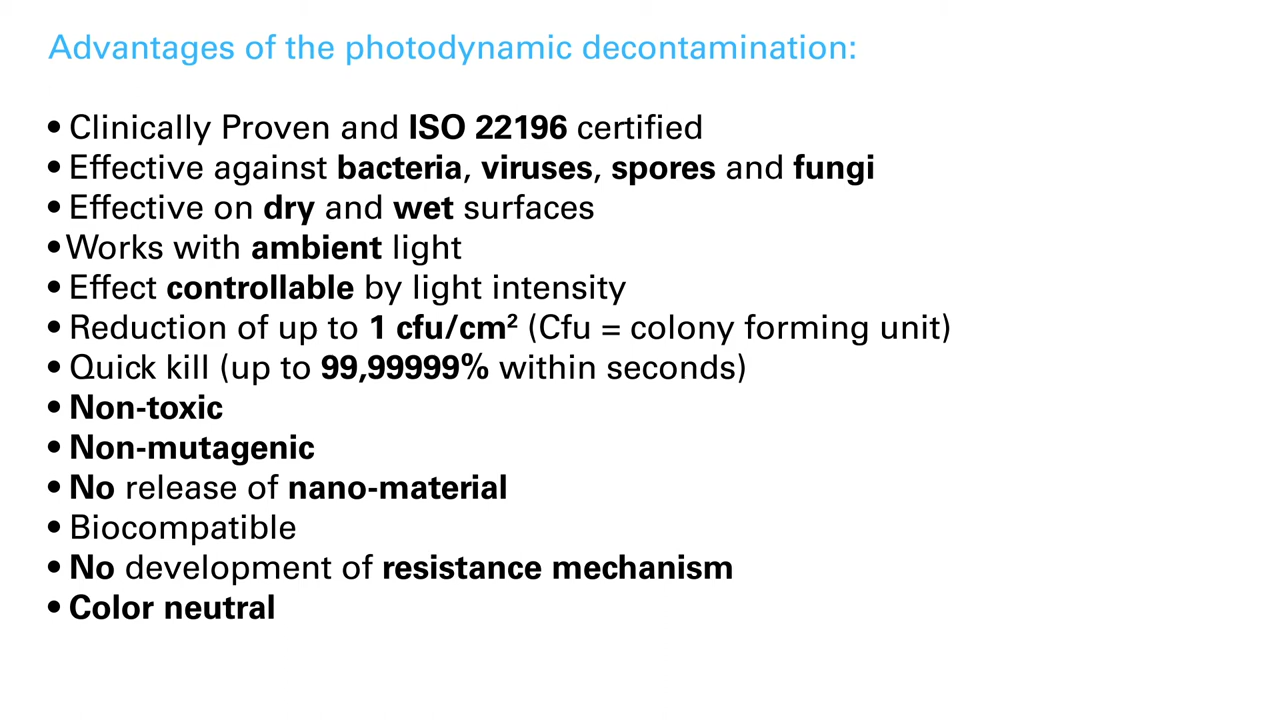 Advantages of the photodynamic decontamination:
• Clinically Proven and ISO 22196 certified
• Effective against bacteria, viruses, spores and fungi
• Effective on dry and wet surfaces
• Works with ambient light
• Effect controllable by light intensity
• Reduction of up to 1 cfu/cm² (Cfu = colony forming unit)
• Quick kill (up to 99,99999% within seconds)
• Non-toxic
• Non-mutagenic
• No release of nano-material
• Biocompatible
• No development of resistance mechanism
• Color neutral